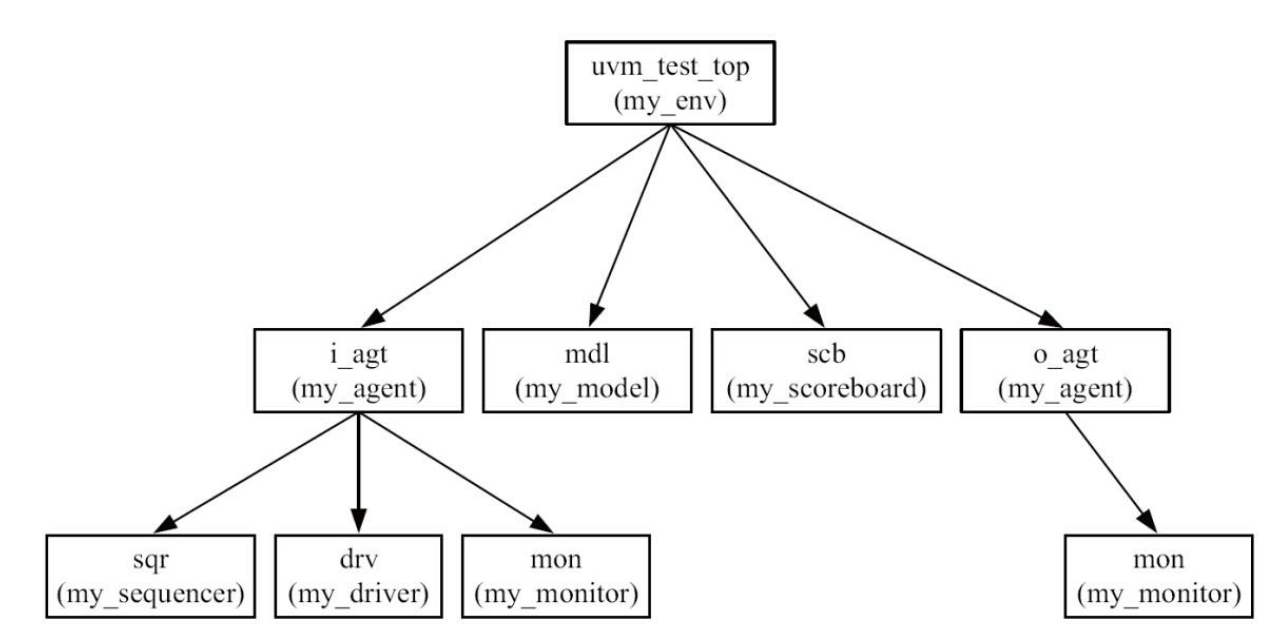 uvm_test_top
(my_env)
i_agt
(my_agent)
mdl
(my_model)
scb
(my_scoreboard)
o_agt
(my_agent)
sqr
(my_sequencer)
drv
(my_driver)
mon
(my_monitor)
mon
(my_monitor)